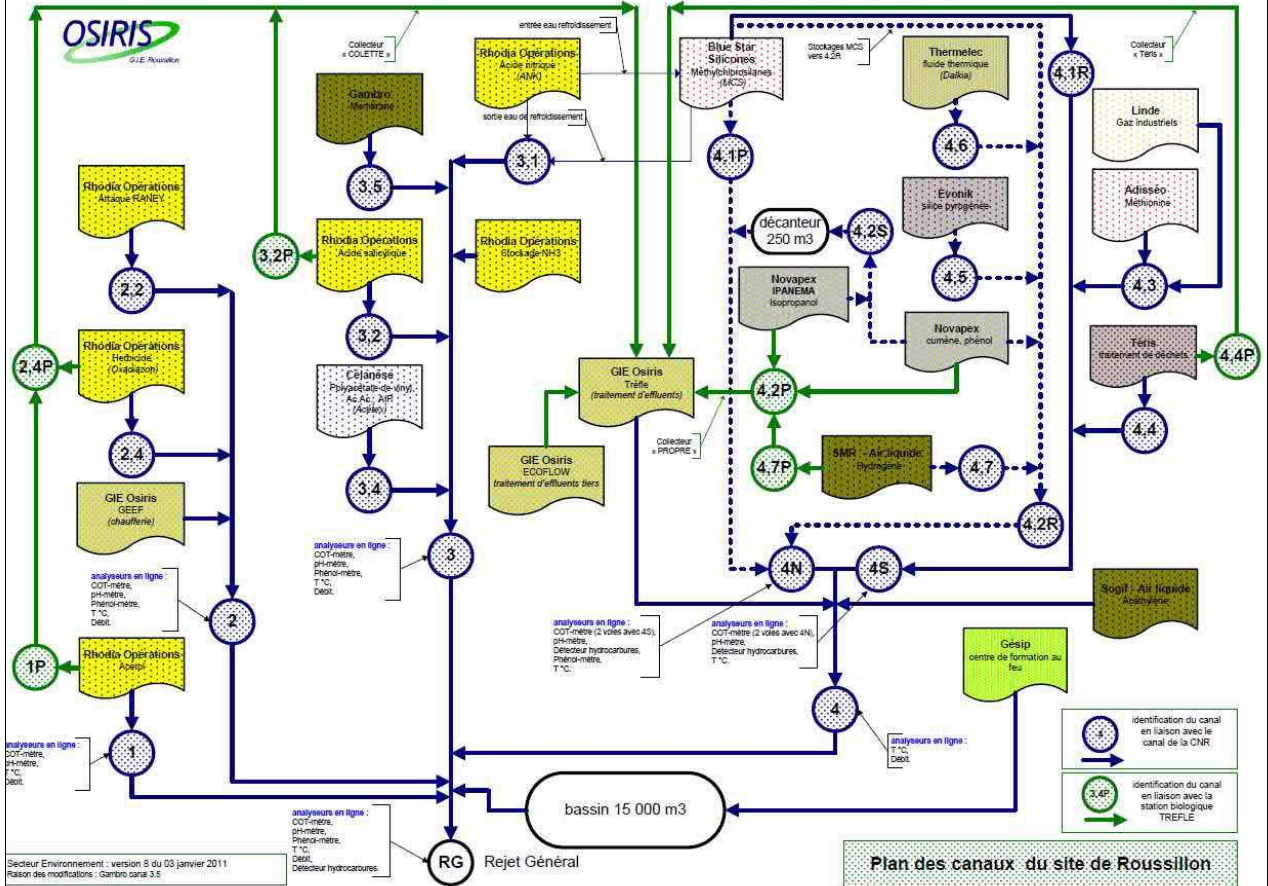 OSIRIS
G.I.E. Roussillon
Collecteur
« COLETTE »
entrée eau refroidissement
Rhodia Opérations
Acide nitrique
(ANK)
Blue Star
Silicones
Méthylchlorosilanes
(MCS)
Stockages MCS
vers 4.2R
Thermelec
fluide thermique
(Dalkia)
Collecteur
« Téris »
4,1R
Gambro
Membrane
sortie eau de refroidissement
Linde
Gaz industriels
3,1
4,1P
4,6
3,5
Rhodia Opérations
Attaque RANEY
Evonik
silice pyrogénée
Adisséo
Méthionine
3,2P
Rhodia Opérations
Acide salicylique
Rhodia Opérations
Stockage NH3
décanteur
250 m3
4,2S
2,2
4,5
4,3
Novapex
IPANEMA
Isopropanol
3,2
Novapex
cumène, phénol
Téris
traitement de déchets
4,4P
2,4P
Rhodia Opérations
Herbicide
(Oxadiazon)
Célanèse
Polyacétate de vinyl,
GIE Osiris
Trèfle
(traitement d'effluents)
4,2P
2,4
4,4
Collecteur
« PROPRE »
GIE Osiris
ECOFLOW
traitement d'effluents tiers
4,7P
SMR - Air liquide
Hydrogène
4,7
3,4
GIE Osiris
GEEF
(chaufferie)
4,2R
analyseurs en ligne :
COT-mètre,
pH-mètre,
Phénol-mètre,
T °C,
Débit.
3
4N
4S
analyseurs en ligne :
COT-mètre,
pH-mètre,
Phénol-mètre,
T °C,
Débit.
2
Sogif - Air liquide
Acéthylène
analyseurs en ligne :
COT-mètre (2 voies avec 4S),
pH-mètre,
Détecteur hydrocarbures,
Phénol-mètre,
T °C.
analyseurs en ligne :
COT-mètre (2 voies avec 4N),
pH-mètre,
Détecteur hydrocarbures,
T °C.
Gésip
centre de formation au
feu
1P
Rhodia Opérations
4
1
analyseurs en ligne :
COT-mètre,
pH-mètre,
T °C,
Débit.
analyseurs en ligne :
T °C,
Débit.
4
identification du canal
en liaison avec le
canal de la CNR
3,4P
identification du canal
en liaison avec la
station biologique
TREFLE
bassin 15 000 m3
analyseurs en ligne :
COT-mètre,
pH-mètre,
Phénol-mètre,
T °C,
Débit,
Détecteur hydrocarbures.
RG
Rejet Général
Secteur Environnement : version 8 du 03 janvier 2011
Raison des modifications : Gambro canal 3.5
Plan des canaux du site de Roussillon